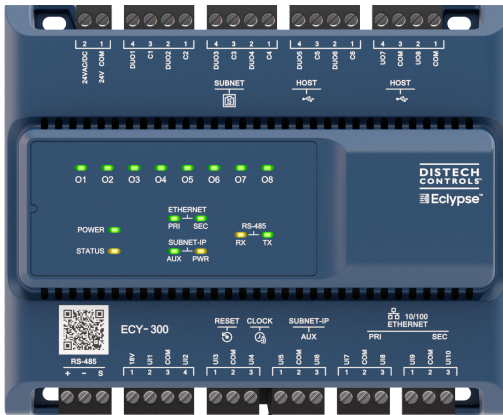 2 1 4 3 2 1 4 3 2 1 4 3 2 1 4 3 2 1
24VAC/DC 24V COM DUO1 C1 DUO2 C2 DUO3 C3 DUO4 C4 DUO5 C5 DUO6 C6 UO7 COM UO8 COM
SUBNET HOST HOST
S
O1 O2 O3 O4 O5 O6 O7 O8
DISTECH
CONTROLS™
Eclypse™
ETHERNET
PRI SEC
POWER
RS-485
RX TX
SUBNET-IP
STATUS
AUX PWR
ECY-300
RESET CLOCK SUBNET-IP
AUX
10/100
ETHERNET
PRI SEC
RS-485
+ – S
18V UI1 COM UI2 UI3 COM UI4 UI5 COM UI6 UI7 COM UI8 UI9 COM UI10
1 2 3 4 1 2 3 1 2 3 1 2 3 1 2 3